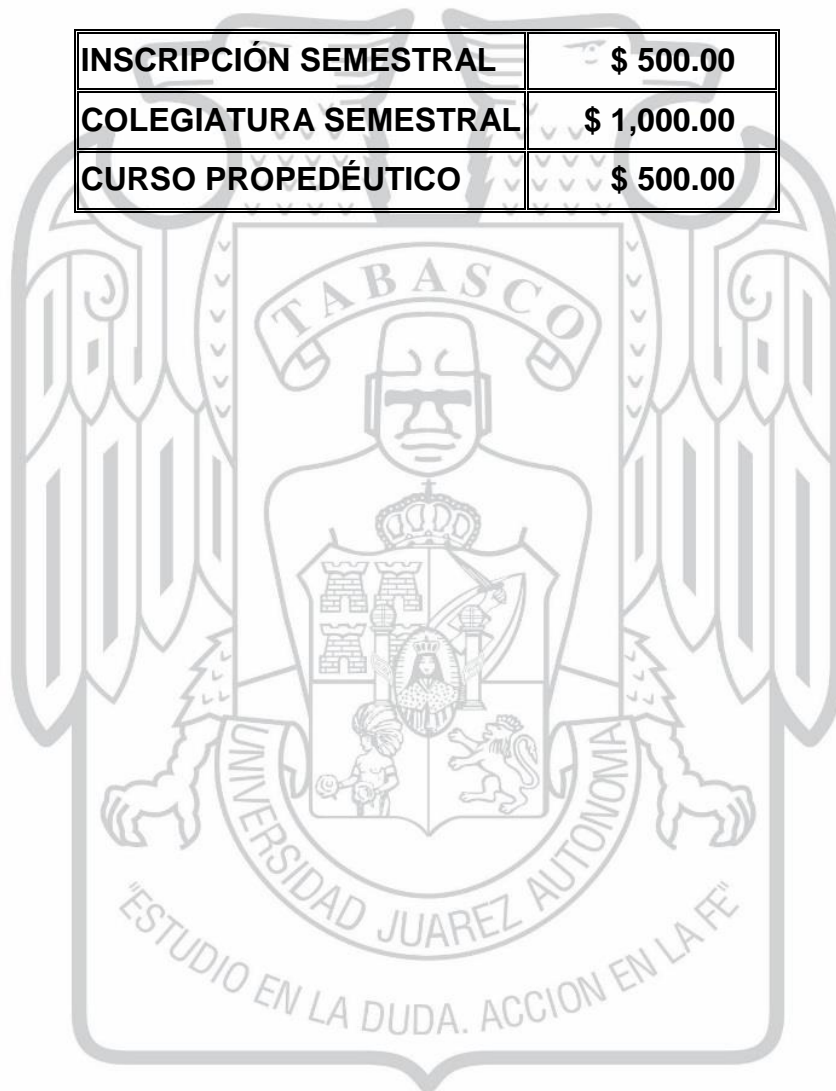 INSCRIPCIÓN SEMESTRAL $ 500.00
COLEGIATURA SEMESTRAL $ 1,000.00
CURSO PROPEDÉUTICO $ 500.00
TABASCO
UNIVERSIDAD JUAREZ AUTONOMA
"ESTUDIO EN LA DUDA. ACCION EN LA FE"